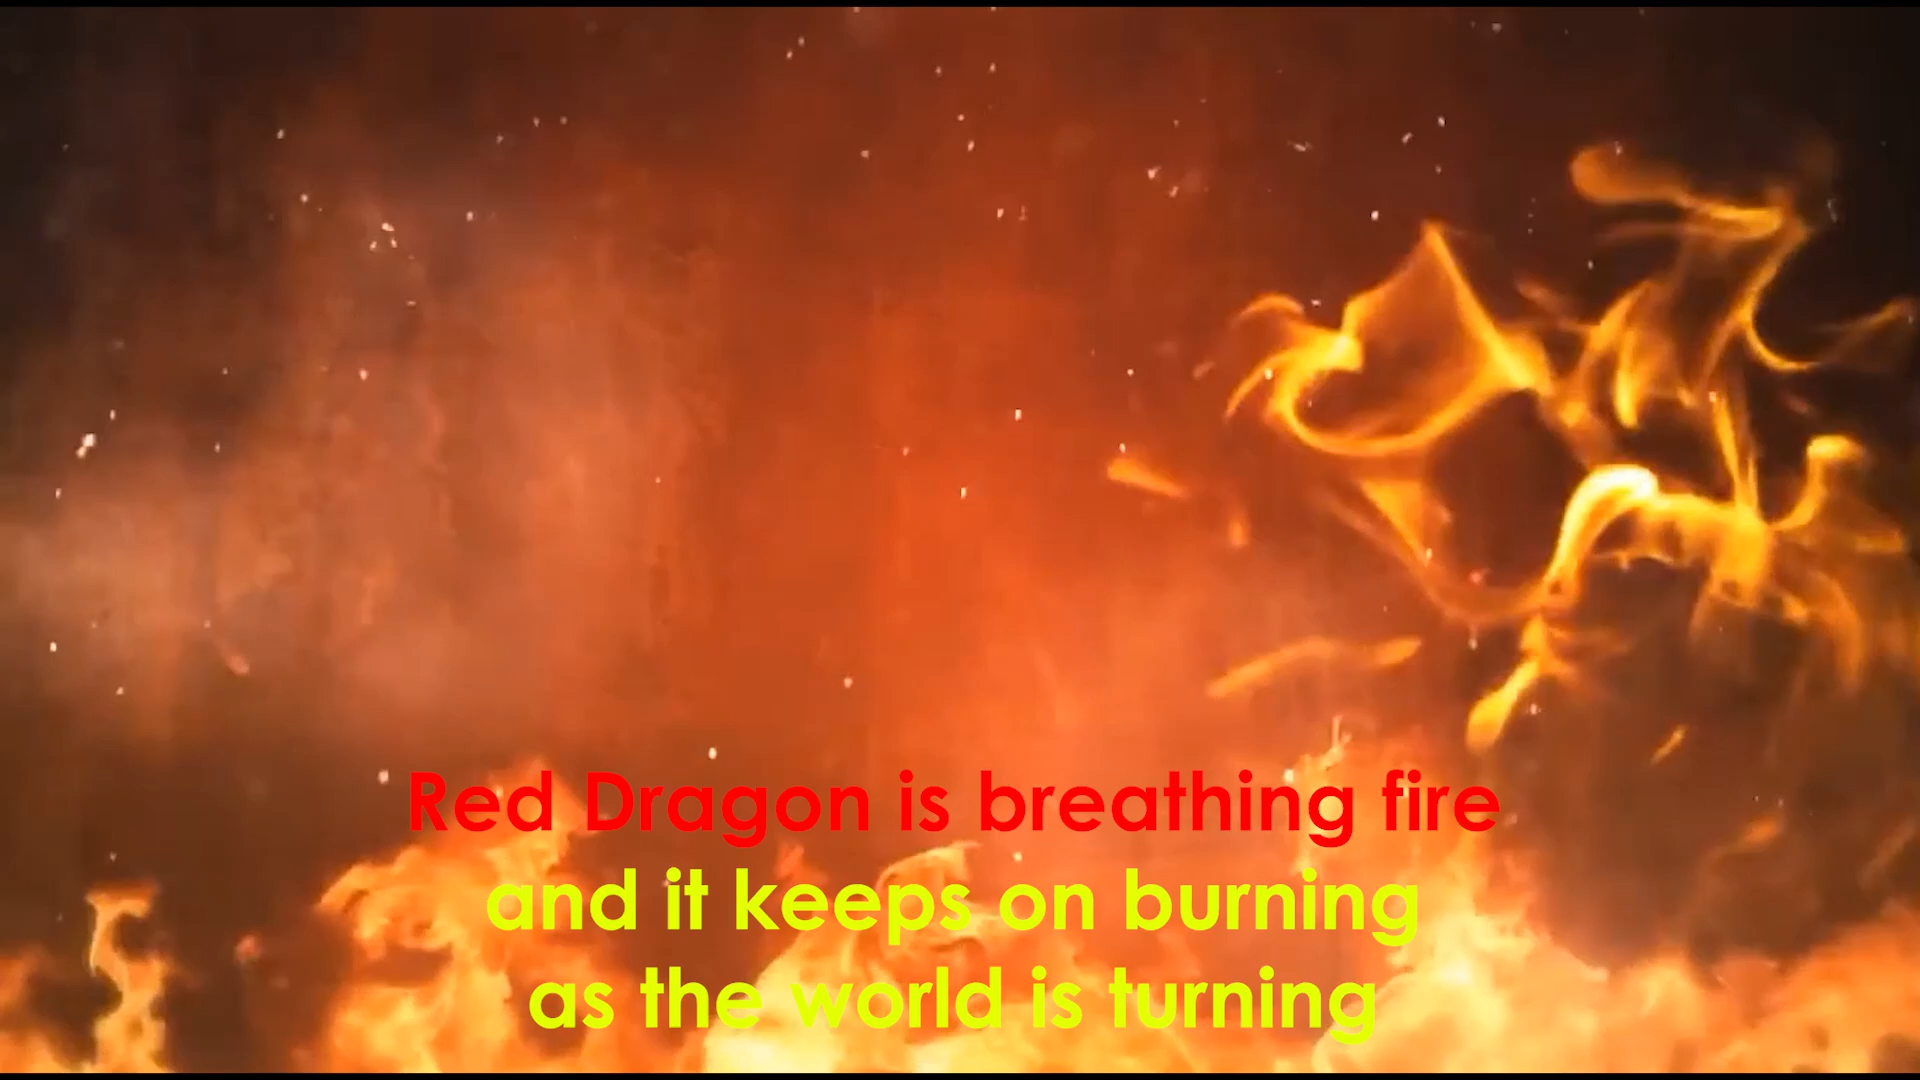 Red Dragon is breathing fire
and it keeps on burning
as the world is turning